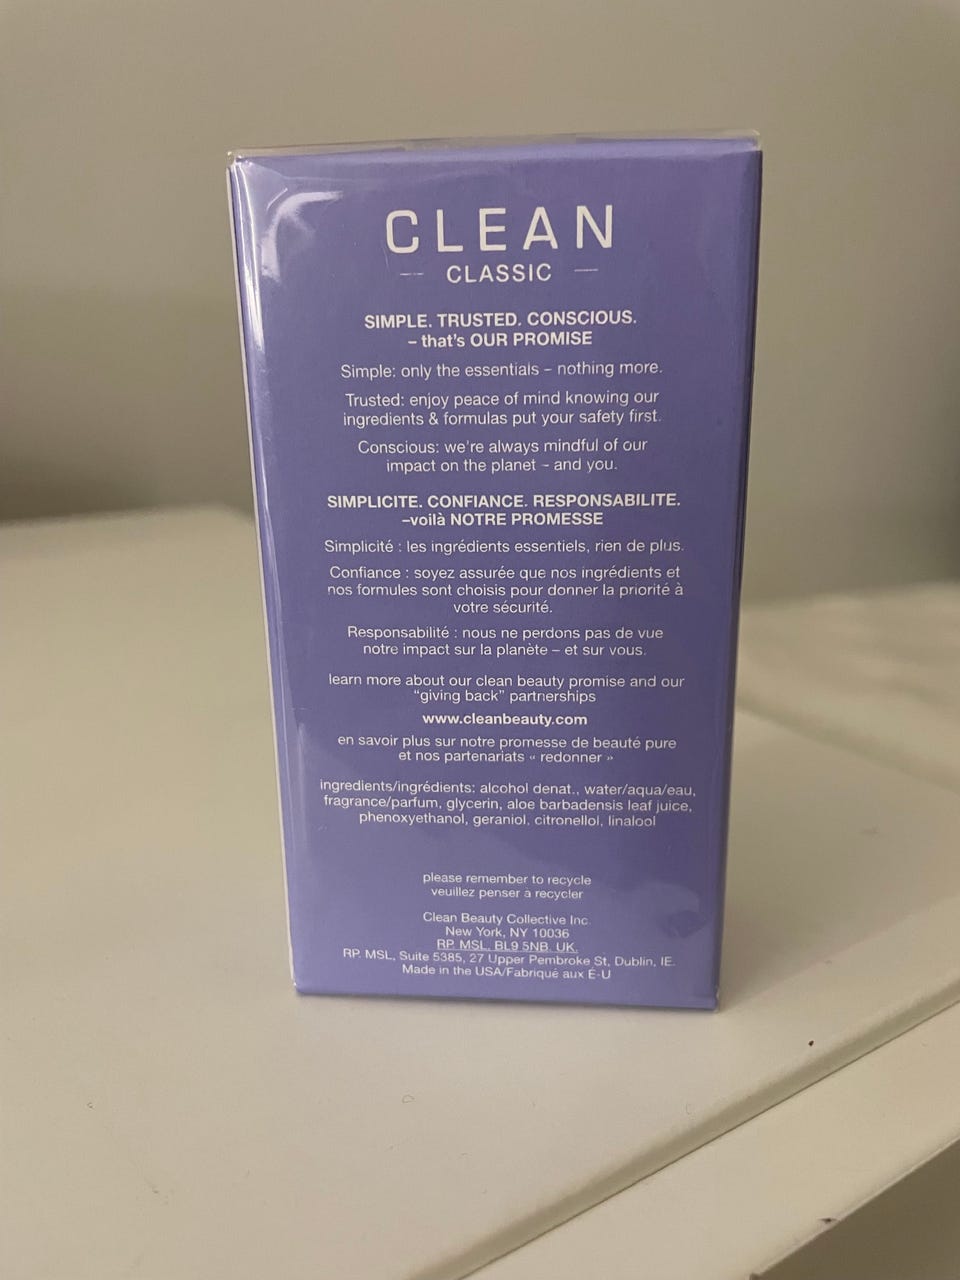 CLEAN
CLASSIC
SIMPLE. TRUSTED. CONSCIOUS.
– that's OUR PROMISE
Simple: only the essentials – nothing more.
Trusted: enjoy peace of mind knowing our
ingredients & formulas put your safety first.
Conscious: we're always mindful of our
impact on the planet – and you.
SIMPLICITE. CONFIANCE. RESPONSABILITE.
–voilà NOTRE PROMESSE
Simplicité : les ingrédients essentiels, rien de plus.
Confiance : soyez assurée que nos ingrédients et
nos formules sont choisis pour donner la priorité à
votre sécurité.
Responsabilité : nous ne perdons pas de vue
notre impact sur la planète – et sur vous.
learn more about our clean beauty promise and our
“giving back” partnerships
www.cleanbeauty.com
en savoir plus sur notre promesse de beauté pure
et nos partenariats « redonner »
ingredients/ingrédients: alcohol denat., water/aqua/eau,
fragrance/parfum, glycerin, aloe barbadensis leaf juice,
phenoxyethanol, geraniol, citronellol, linalool
please remember to recycle
veuillez penser à recycler
Clean Beauty Collective Inc.
New York, NY 10036
RP. MSL, BL9 5NB. UK.
RP. MSL, Suite 5385, 27 Upper Pembroke St, Dublin, IE.
Made in the USA/Fabriqué aux É-U